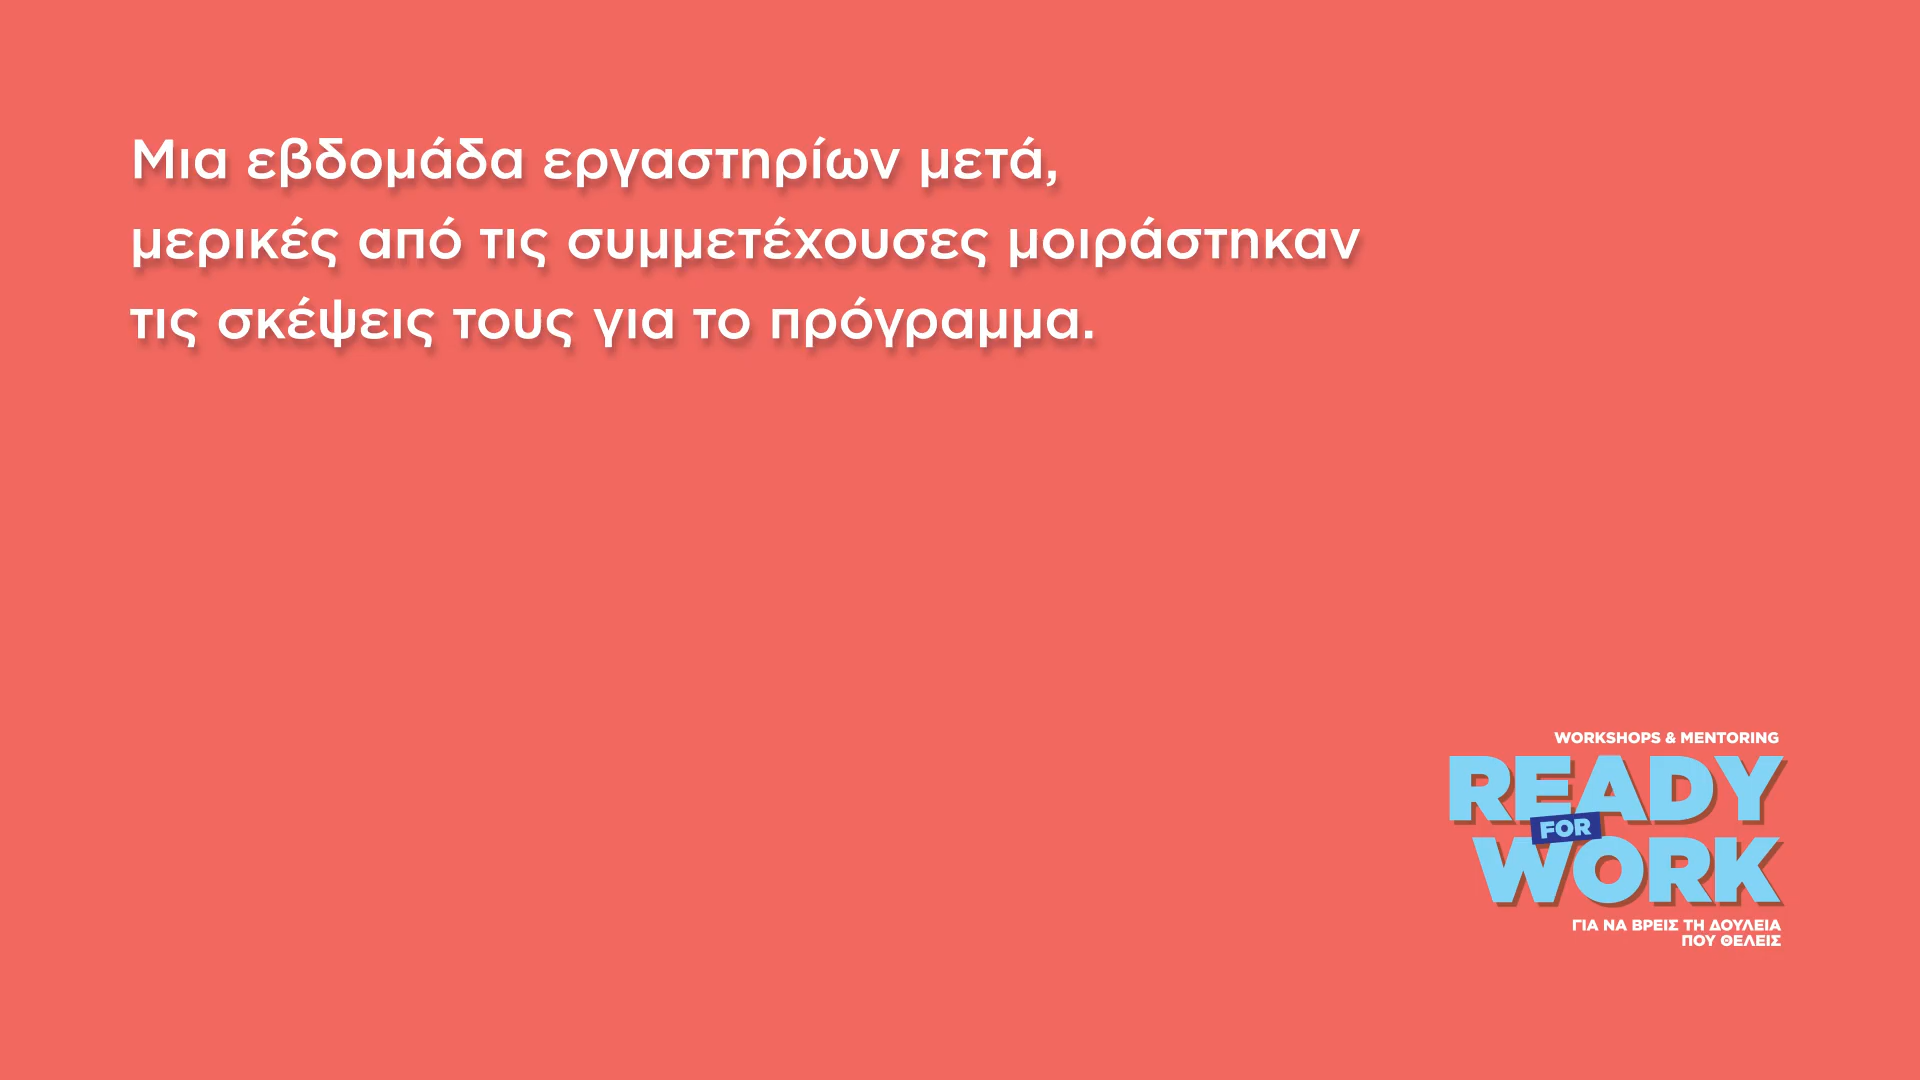 Μια εβδομάδα εργαστηρίων μετά,
μερικές από τις συμμετέχουσες μοιράστηκαν
τις σκέψεις τους για το πρόγραμμα.
WORKSHOPS & MENTORING
READY
FOR
WORK
ΓΙΑ ΝΑ ΒΡΕΙΣ ΤΗ ΔΟΥΛΕΙΑ
ΠΟΥ ΘΕΛΕΙΣ